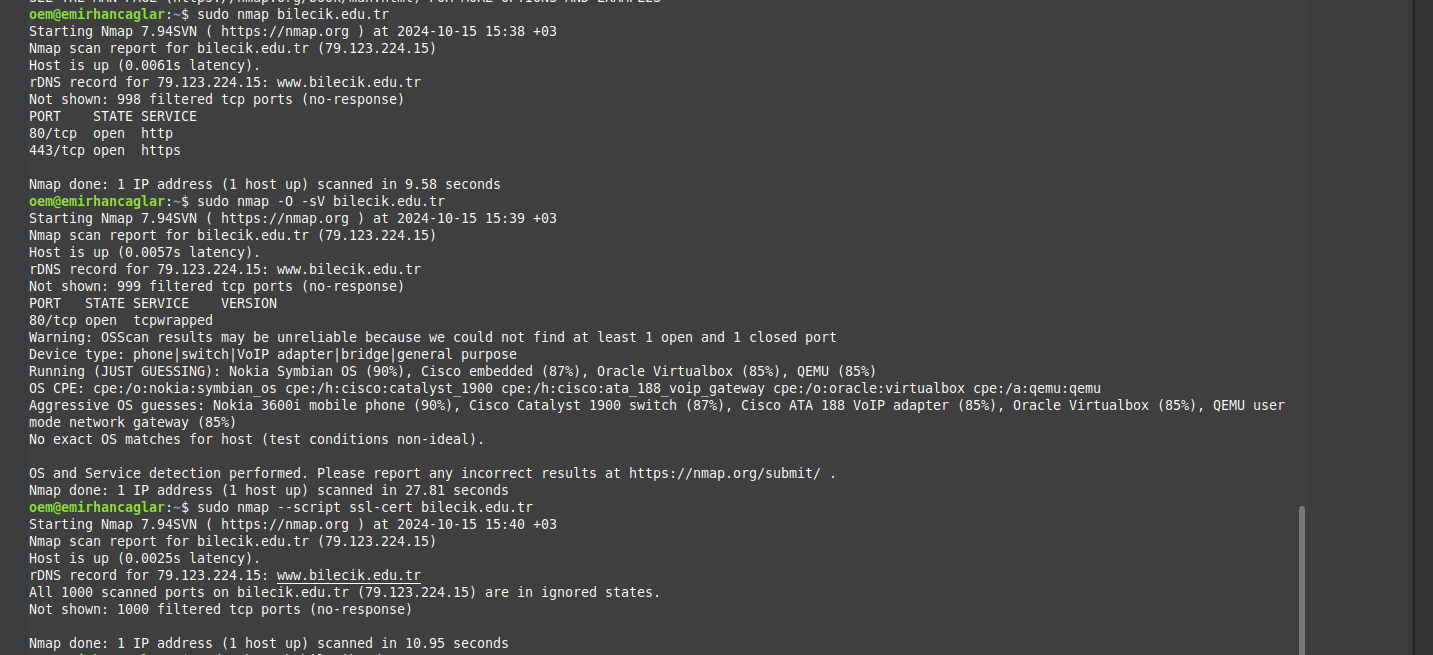 oem@emirhancaglar:~$ sudo nmap bilecik.edu.tr
Starting Nmap 7.94SVN ( https://nmap.org ) at 2024-10-15 15:38 +03
Nmap scan report for bilecik.edu.tr (79.123.224.15)
Host is up (0.0061s latency).
rDNS record for 79.123.224.15: www.bilecik.edu.tr
Not shown: 998 filtered tcp ports (no-response)
PORT    STATE SERVICE
80/tcp  open  http
443/tcp open  https

Nmap done: 1 IP address (1 host up) scanned in 9.58 seconds
oem@emirhancaglar:~$ sudo nmap -O -sV bilecik.edu.tr
Starting Nmap 7.94SVN ( https://nmap.org ) at 2024-10-15 15:39 +03
Nmap scan report for bilecik.edu.tr (79.123.224.15)
Host is up (0.0057s latency).
rDNS record for 79.123.224.15: www.bilecik.edu.tr
Not shown: 999 filtered tcp ports (no-response)
PORT   STATE SERVICE    VERSION
80/tcp open  tcpwrapped
Warning: OSScan results may be unreliable because we could not find at least 1 open and 1 closed port
Device type: phone|switch|VoIP adapter|bridge|general purpose
Running (JUST GUESSING): Nokia Symbian OS (90%), Cisco embedded (87%), Oracle Virtualbox (85%), QEMU (85%)
OS CPE: cpe:/o:nokia:symbian_os cpe:/h:cisco:catalyst_1900 cpe:/h:cisco:ata_188_voip_gateway cpe:/o:oracle:virtualbox cpe:/a:qemu:qemu
Aggressive OS guesses: Nokia 3600i mobile phone (90%), Cisco Catalyst 1900 switch (87%), Cisco ATA 188 VoIP adapter (85%), Oracle Virtualbox (85%), QEMU user
mode network gateway (85%)
No exact OS matches for host (test conditions non-ideal).

OS and Service detection performed. Please report any incorrect results at https://nmap.org/submit/ .
Nmap done: 1 IP address (1 host up) scanned in 27.81 seconds
oem@emirhancaglar:~$ sudo nmap --script ssl-cert bilecik.edu.tr
Starting Nmap 7.94SVN ( https://nmap.org ) at 2024-10-15 15:40 +03
Nmap scan report for bilecik.edu.tr (79.123.224.15)
Host is up (0.0025s latency).
rDNS record for 79.123.224.15: www.bilecik.edu.tr
All 1000 scanned ports on bilecik.edu.tr (79.123.224.15) are in ignored states.
Not shown: 1000 filtered tcp ports (no-response)

Nmap done: 1 IP address (1 host up) scanned in 10.95 seconds